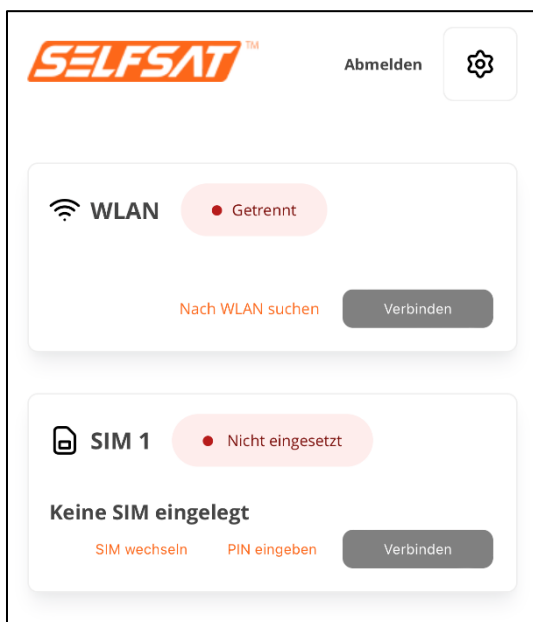 SELFSAT™
Abmelden
WLAN
Getrennt
Nach WLAN suchen
Verbinden
SIM 1
Nicht eingesetzt
Keine SIM eingelegt
SIM wechseln
PIN eingeben
Verbinden